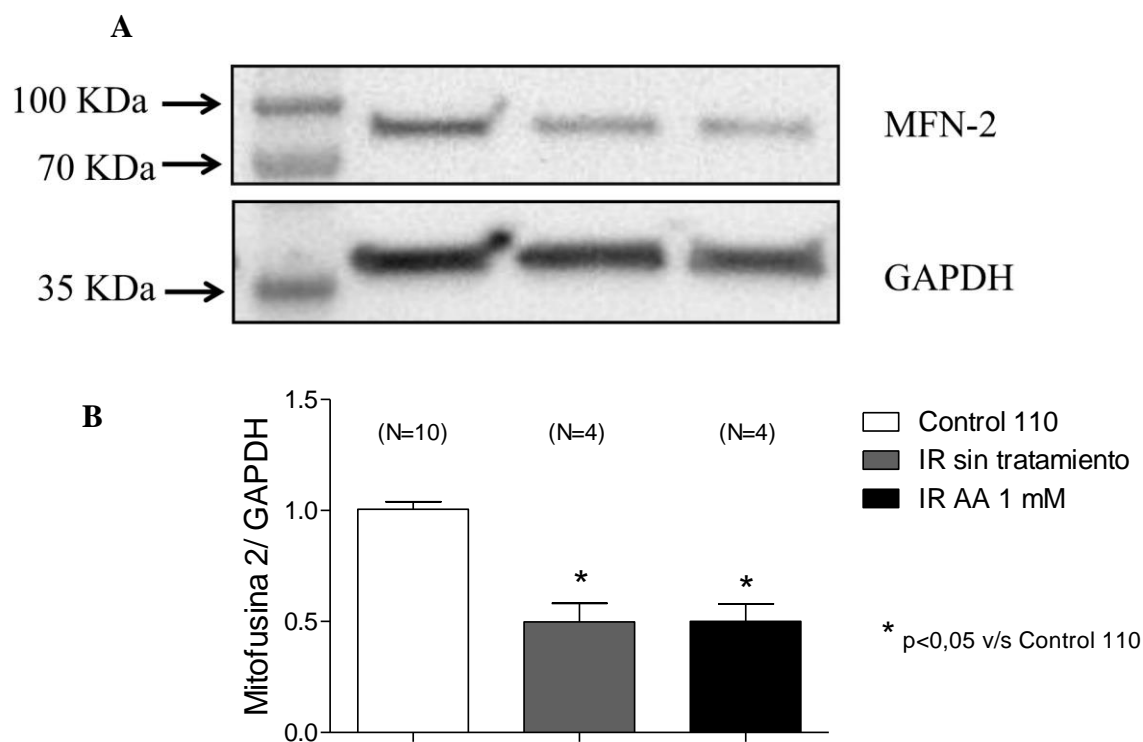 A
100 KDa
70 KDa
MFN-2
35 KDa
GAPDH
B
Mitofusina 2/ GAPDH
1.5
1.0
0.5
0.0
(N=10) (N=4) (N=4)
* *
Control 110
IR sin tratamiento
IR AA 1 mM
* p<0,05 v/s Control 110